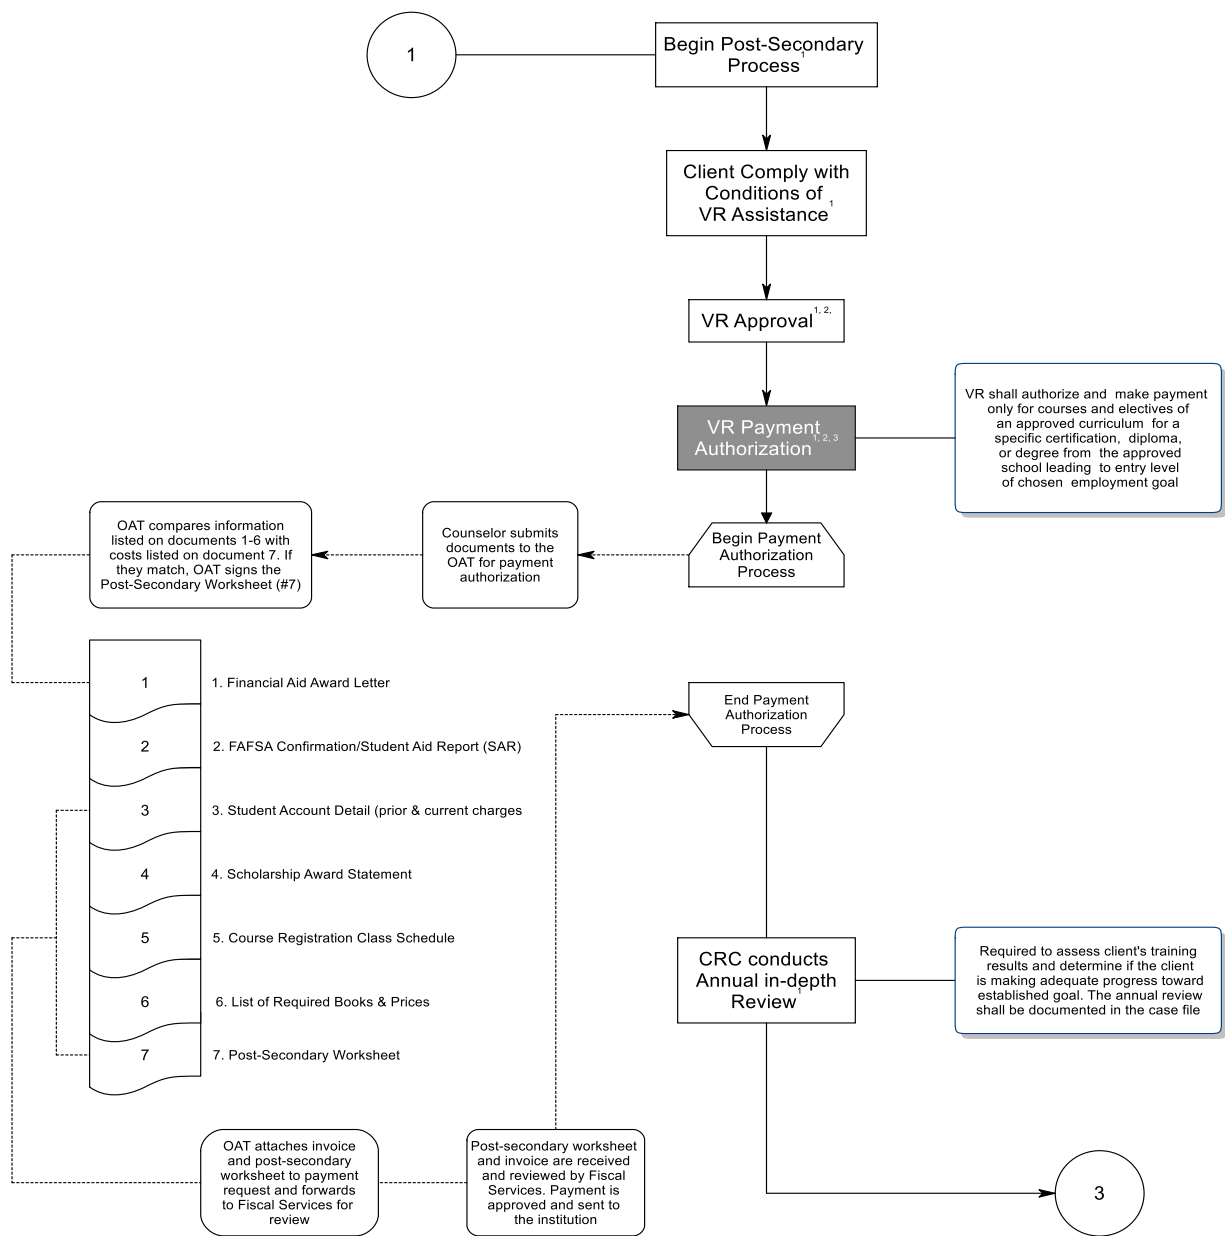 1
Begin Post-Secondary
Process1
Client Comply with
Conditions of
VR Assistance1
VR Approval1, 2,
VR Payment
Authorization1, 2, 3
VR shall authorize and make payment
only for courses and electives of
an approved curriculum for a
specific certification, diploma,
or degree from the approved
school leading to entry level
of chosen employment goal
Begin Payment
Authorization
Process
Counselor submits
documents to the
OAT for payment
authorization
OAT compares information
listed on documents 1-6 with
costs listed on document 7. If
they match, OAT signs the
Post-Secondary Worksheet (#7)
1
1. Financial Aid Award Letter
2
2. FAFSA Confirmation/Student Aid Report (SAR)
3
3. Student Account Detail (prior & current charges
4
4. Scholarship Award Statement
5
5. Course Registration Class Schedule
6
6. List of Required Books & Prices
7
7. Post-Secondary Worksheet
OAT attaches invoice
and post-secondary
worksheet to payment
request and forwards
to Fiscal Services for
review
Post-secondary worksheet
and invoice are received
and reviewed by Fiscal
Services. Payment is
approved and sent to
the institution
End Payment
Authorization
Process
CRC conducts
Annual in-depth
Review1
Required to assess client's training
results and determine if the client
is making adequate progress toward
established goal. The annual review
shall be documented in the case file
3